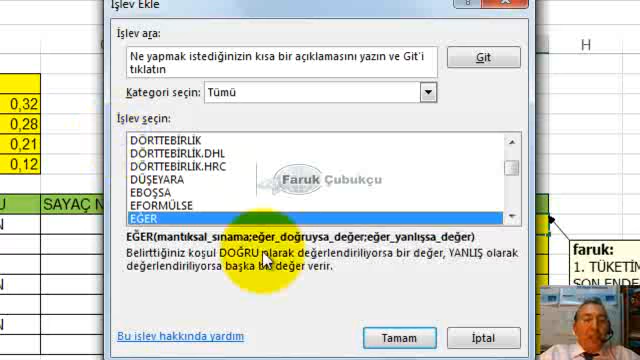 İşlev Ekle
İşlev ara:
Ne yapmak istediğinizin kısa bir açıklamasını yazın ve Git'i
tıklatın
Git
Kategori seçin:
Tümü
İşlev seçin:
DÖRTTEBİRLİK
DÖRTTEBİRLİK.DHL
DÖRTTEBİRLİK.HRC
DÜŞEYARA
EBOŞSA
EFORMÜLSE
EĞER
EĞER(mantıksal_sınama;eğer_doğruysa_değer;eğer_yanlışsa_değer)
Belirttiğiniz koşul DOĞRU olarak değerlendiriliyorsa bir değer, YANLIŞ olarak
değerlendiriliyorsa başka bir değer verir.
Bu işlev hakkında yardım
Tamam
İptal
Faruk Çubukçu
H
0,32
0,28
0,21
0,12
SAYAÇ N
faruk:
1. TÜKETİM
SON ENDE